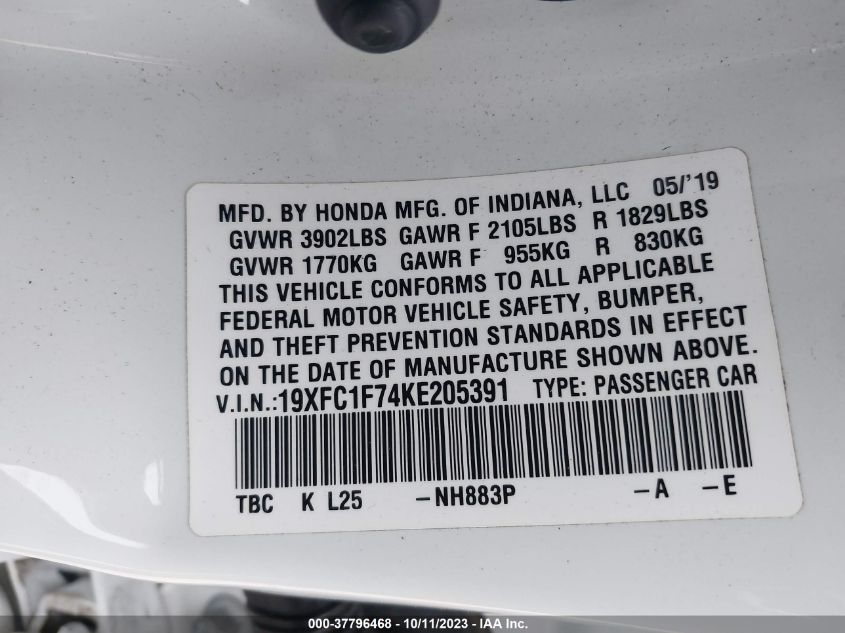 MFD. BY HONDA MFG. OF INDIANA, LLC 05/'19
GVWR 3902LBS GAWR F 2105LBS R 1829LBS
GVWR 1770KG GAWR F 955KG R 830KG
THIS VEHICLE CONFORMS TO ALL APPLICABLE
FEDERAL MOTOR VEHICLE SAFETY, BUMPER,
AND THEFT PREVENTION STANDARDS IN EFFECT
ON THE DATE OF MANUFACTURE SHOWN ABOVE.
V.I.N.:19XFC1F74KE205391 TYPE: PASSENGER CAR
TBC K L25 -NH883P -A -E
000-37796468 - 10/11/2023 - IAA Inc.